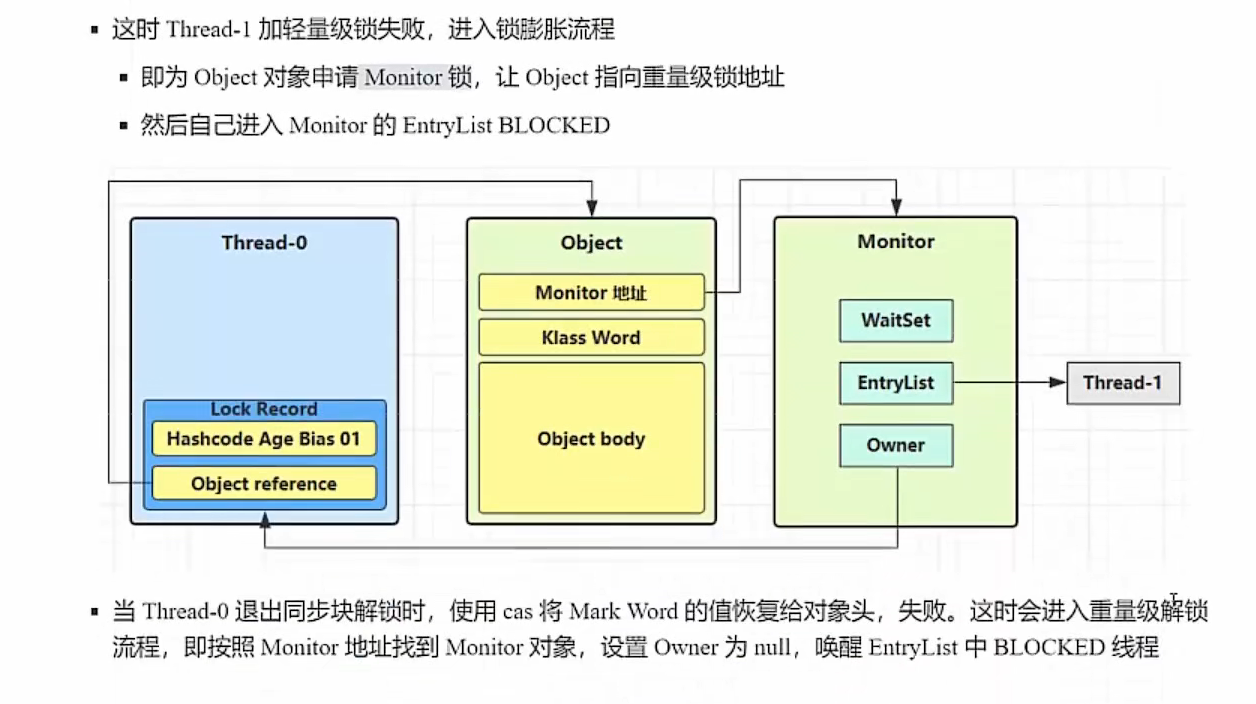 ▪ 这时 Thread-1 加轻量级锁失败，进入锁膨胀流程
▪ 即为 Object 对象申请 Monitor 锁，让 Object 指向重量级锁地址
▪ 然后自己进入 Monitor 的 EntryList BLOCKED
Thread-0
Lock Record
Hashcode Age Bias 01
Object reference
Object
Monitor 地址
Klass Word
Object body
Monitor
WaitSet
EntryList
Owner
Thread-1
▪ 当 Thread-0 退出同步块解锁时，使用 cas 将 Mark Word 的值恢复给对象头，失败。这时会进入重量级解锁
流程，即按照 Monitor 地址找到 Monitor 对象，设置 Owner 为 null，唤醒 EntryList 中 BLOCKED 线程